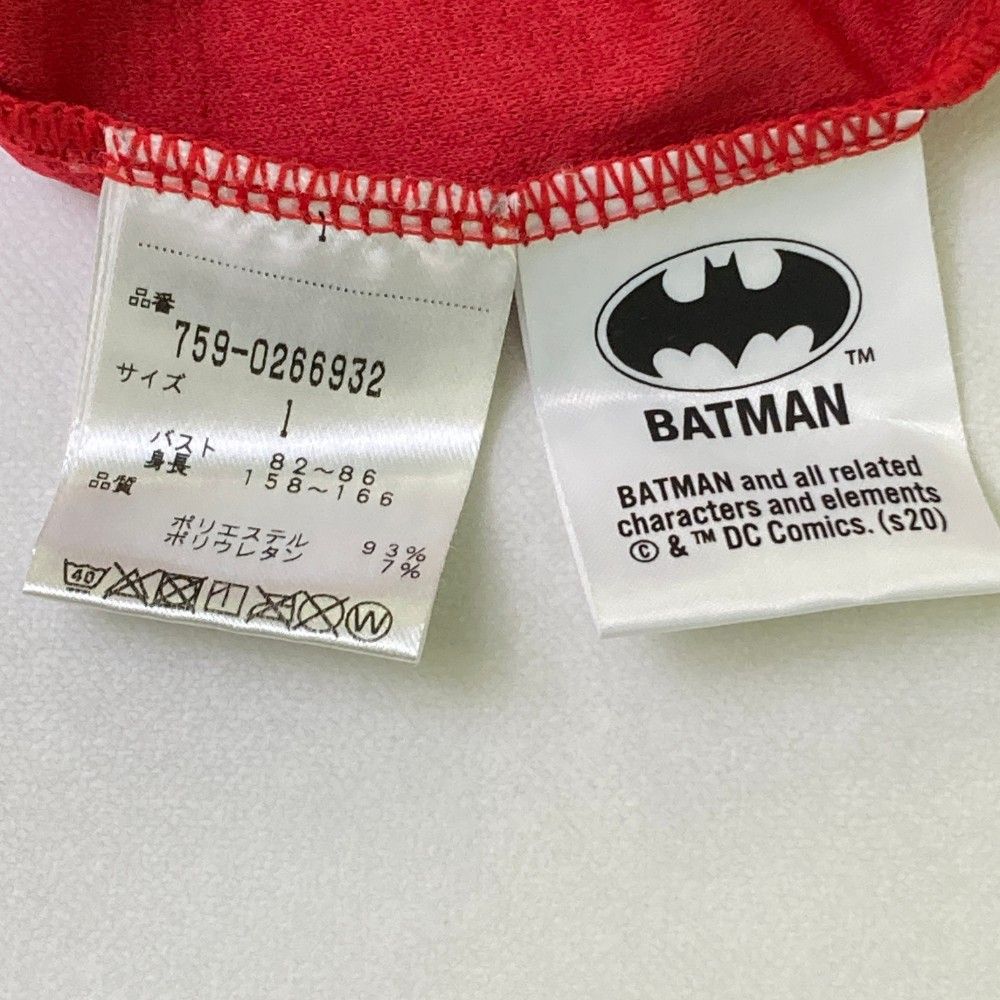 品番
759-0266932
サイズ
1
バスト 82～86
身長 158～166
品質
ポリエステル 93%
ポリウレタン 7%
40
W
TM
BATMAN
BATMAN and all related
characters and elements
© & ™ DC Comics. (s20)